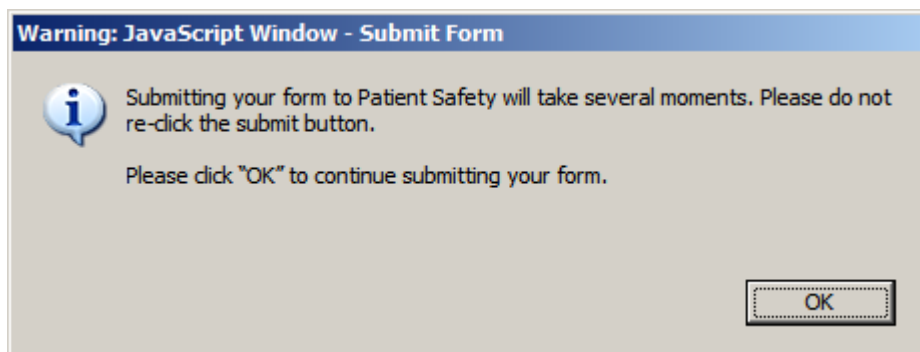 Warning: JavaScript Window - Submit Form
Submitting your form to Patient Safety will take several moments. Please do not
re-click the submit button.
Please click “OK” to continue submitting your form.
OK